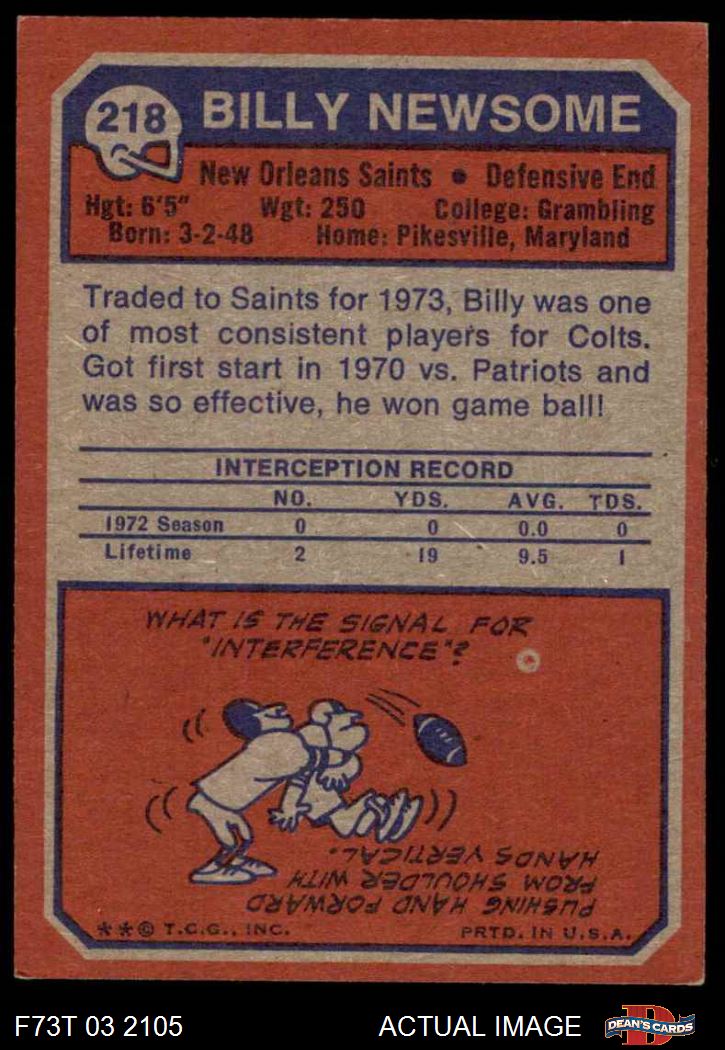 218 BILLY NEWSOME
New Orleans Saints • Defensive End
Hgt: 6'5" Wgt: 250 College: Grambling
Born: 3-2-48 Home: Pikesville, Maryland
Traded to Saints for 1973, Billy was one
of most consistent players for Colts.
Got first start in 1970 vs. Patriots and
was so effective, he won game ball!
INTERCEPTION RECORD
NO. YDS. AVG. TDS.
1972 Season 0 0 0.0 0
Lifetime 2 19 9.5 1
WHAT IS THE SIGNAL FOR
"INTERFERENCE"?
PUSHING HAND FORWARD
FROM SHOULDER WITH
HANDS VERTICAL.
**© T.C.G., INC. PRTD. IN U.S.A.
F73T 03 2105 ACTUAL IMAGE
D
DEAN'S CARDS